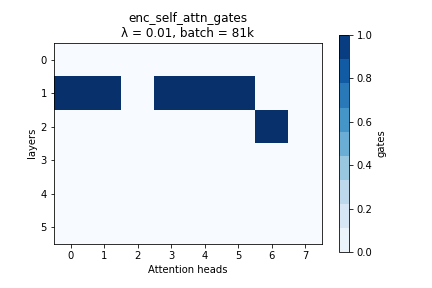 enc_self_attn_gates
λ = 0.01, batch = 81k
0
1
2
3
4
5
layers
0 1 2 3 4 5 6 7
Attention heads
1.0
0.8
0.6
0.4
0.2
0.0
gates